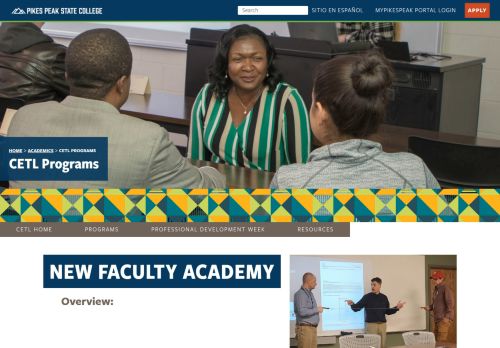 PIKES PEAK STATE COLLEGE
Search
SITIO EN ESPAÑOL
MYPIKESPEAK PORTAL LOGIN
APPLY
HOME > ACADEMICS > CETL PROGRAMS
CETL Programs
CETL HOME
PROGRAMS
PROFESSIONAL DEVELOPMENT WEEK
RESOURCES
NEW FACULTY ACADEMY
Overview: